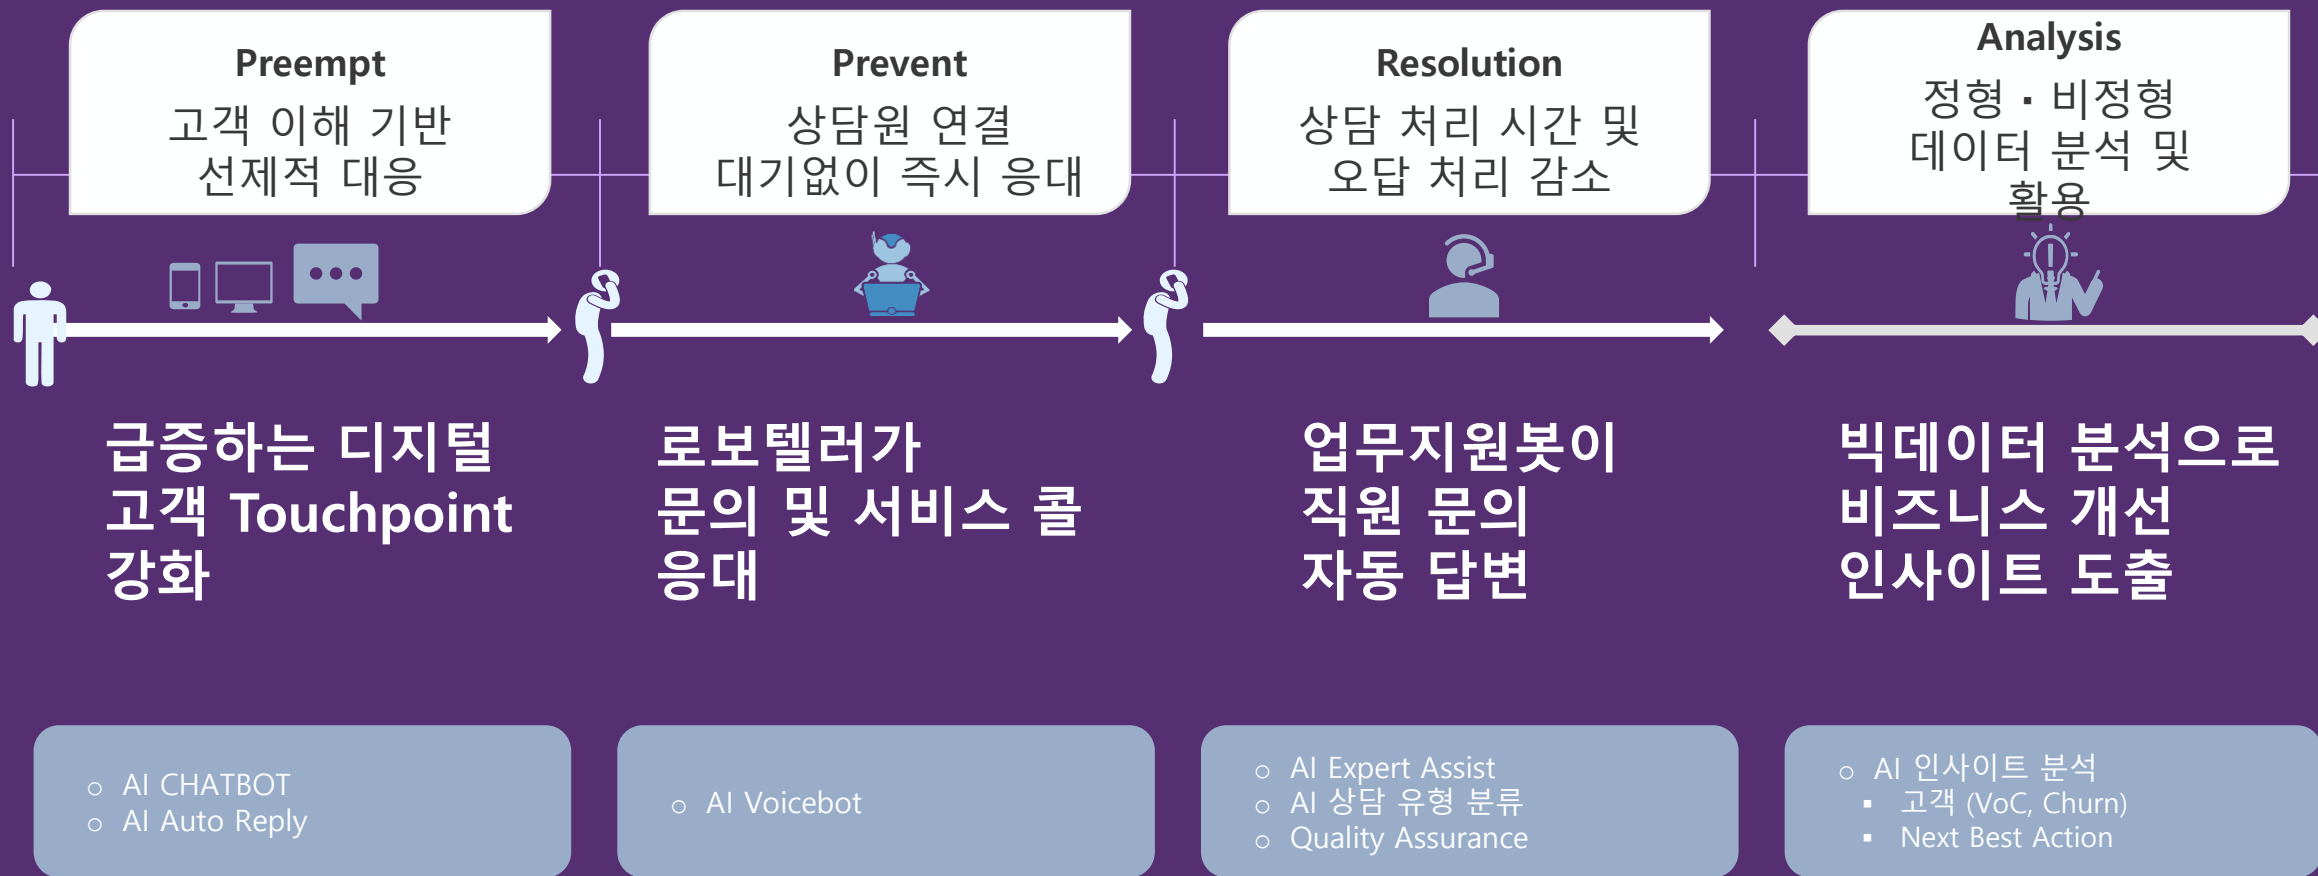 Preempt
고객 이해 기반
선제적 대응
Prevent
상담원 연결
대기없이 즉시 응대
Resolution
상담 처리 시간 및
오답 처리 감소
Analysis
정형 ▪ 비정형
데이터 분석 및
활용
급증하는 디지털
고객 Touchpoint
강화
로보텔러가
문의 및 서비스 콜
응대
업무지원봇이
직원 문의
자동 답변
빅데이터 분석으로
비즈니스 개선
인사이트 도출
○ AI CHATBOT
○ AI Auto Reply
○ AI Voicebot
○ AI Expert Assist
○ AI 상담 유형 분류
○ Quality Assurance
○ AI 인사이트 분석
▪ 고객 (VoC, Churn)
▪ Next Best Action